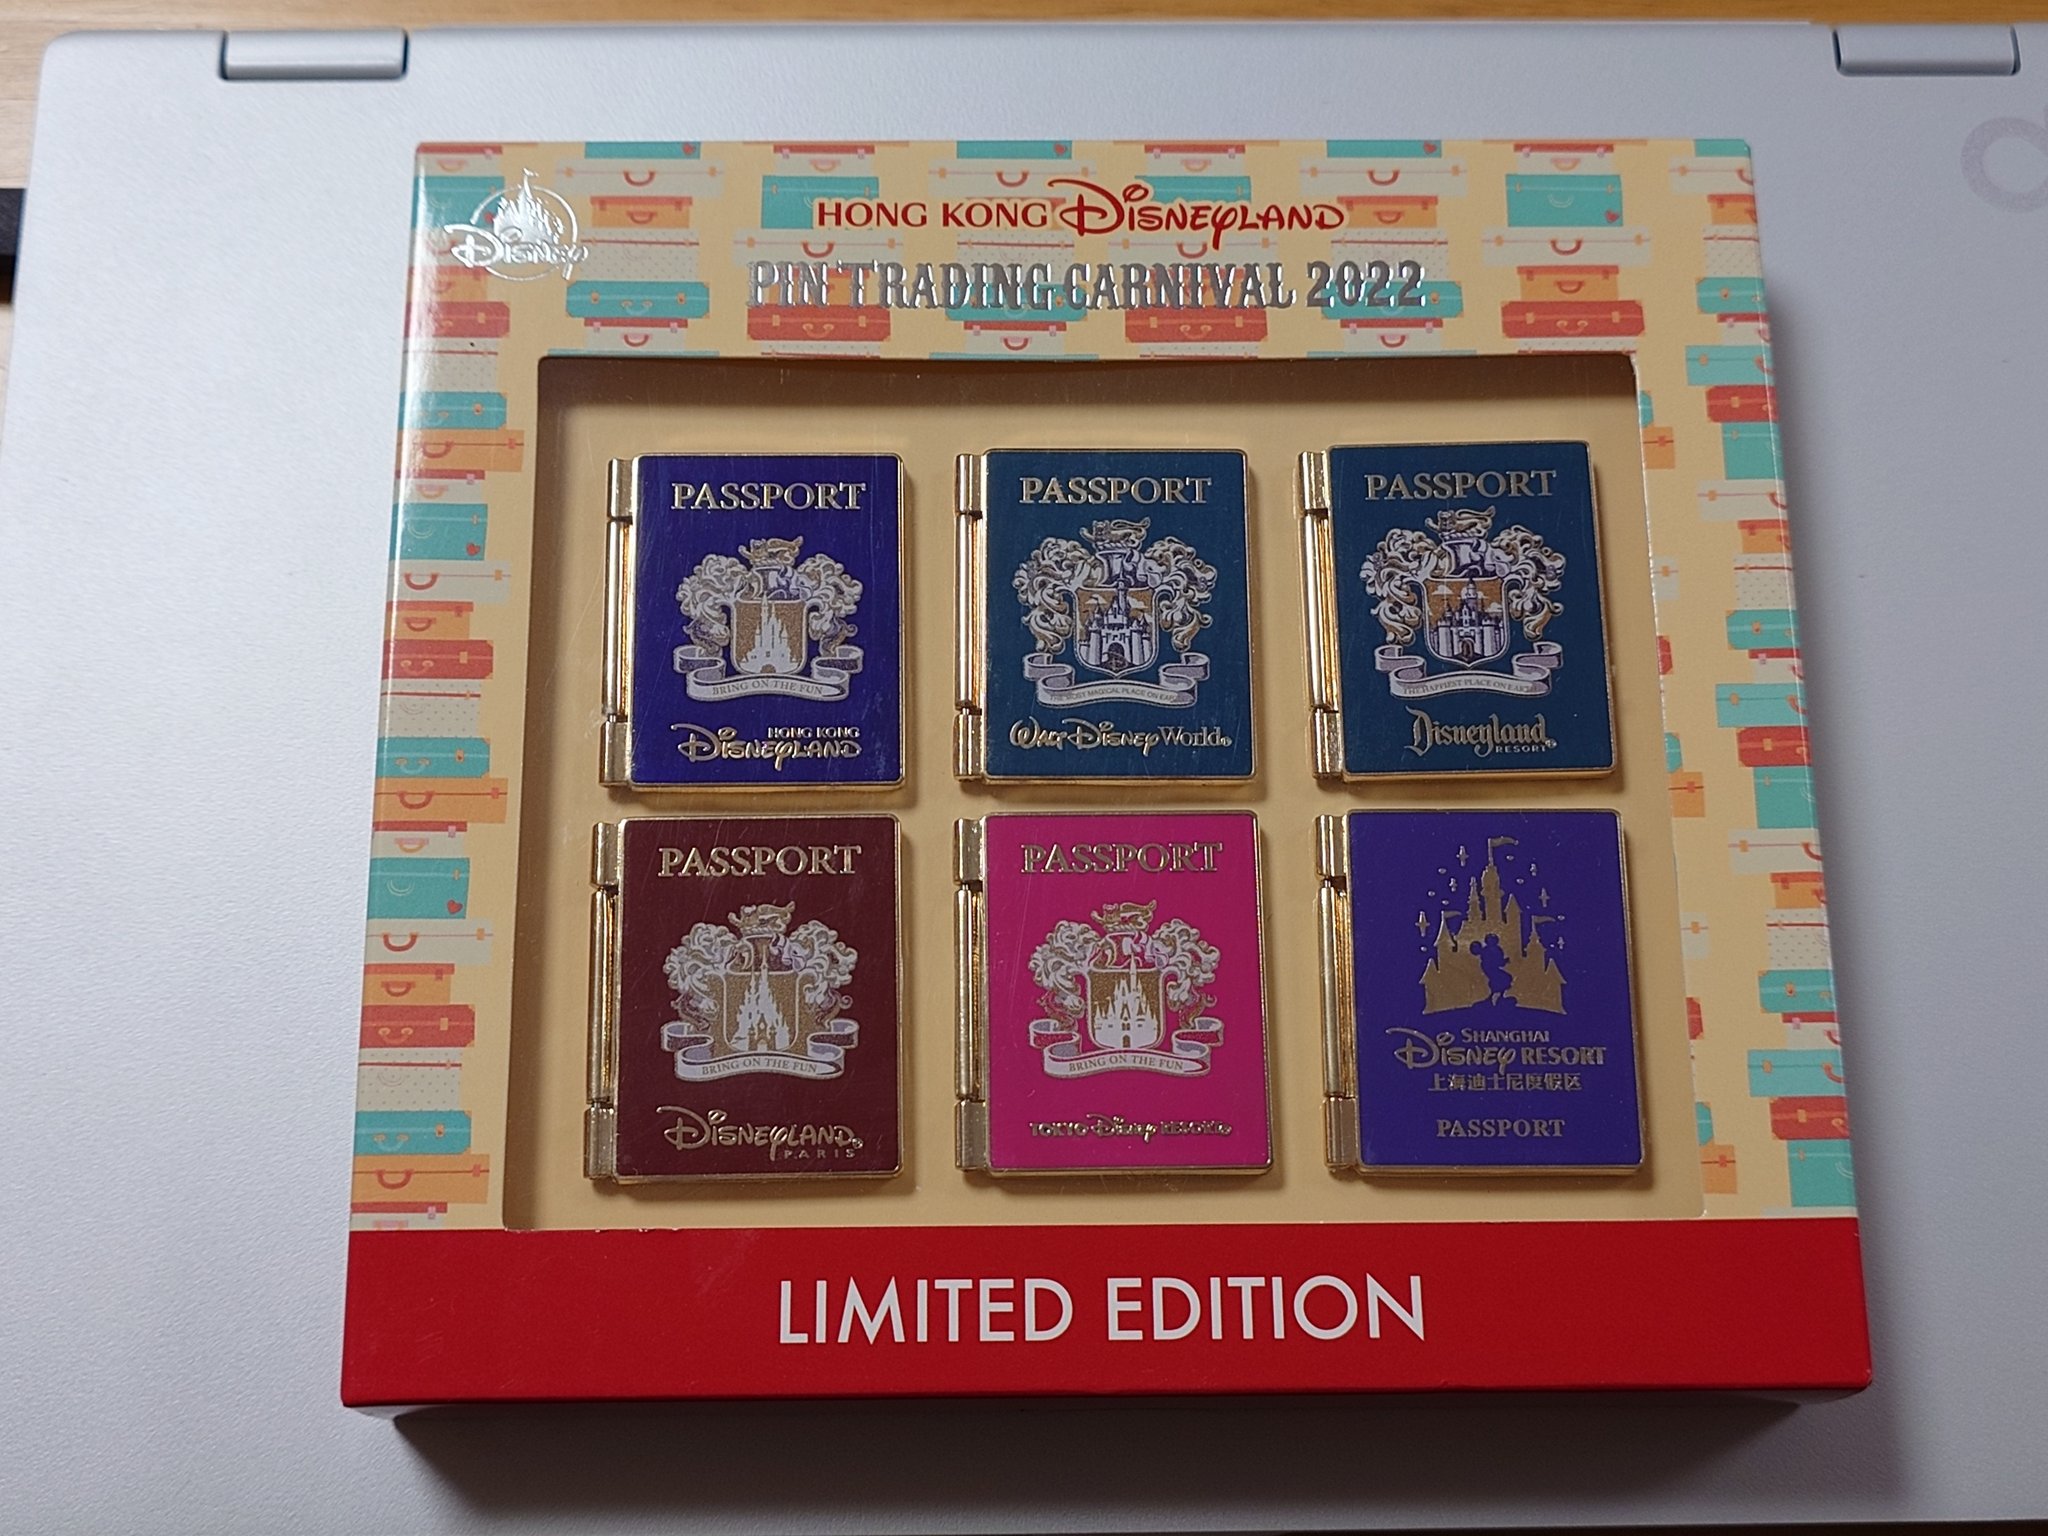 Disney
HONG KONG DISNEYLAND
PIN TRADING CARNIVAL 2022
PASSPORT
BRING ON THE FUN
HONG KONG
DISNEYLAND
PASSPORT
THE MOST MAGICAL PLACE ON EARTH
WALT DISNEY World®
PASSPORT
THE HAPPIEST PLACE ON EARTH
Disneyland®
RESORT
PASSPORT
BRING ON THE FUN
DISNEYLAND®
PARIS
PASSPORT
BRING ON THE FUN
TOKYO Disney RESORT®
SHANGHAI
DISNEY RESORT
上海迪士尼度假区
PASSPORT
LIMITED EDITION